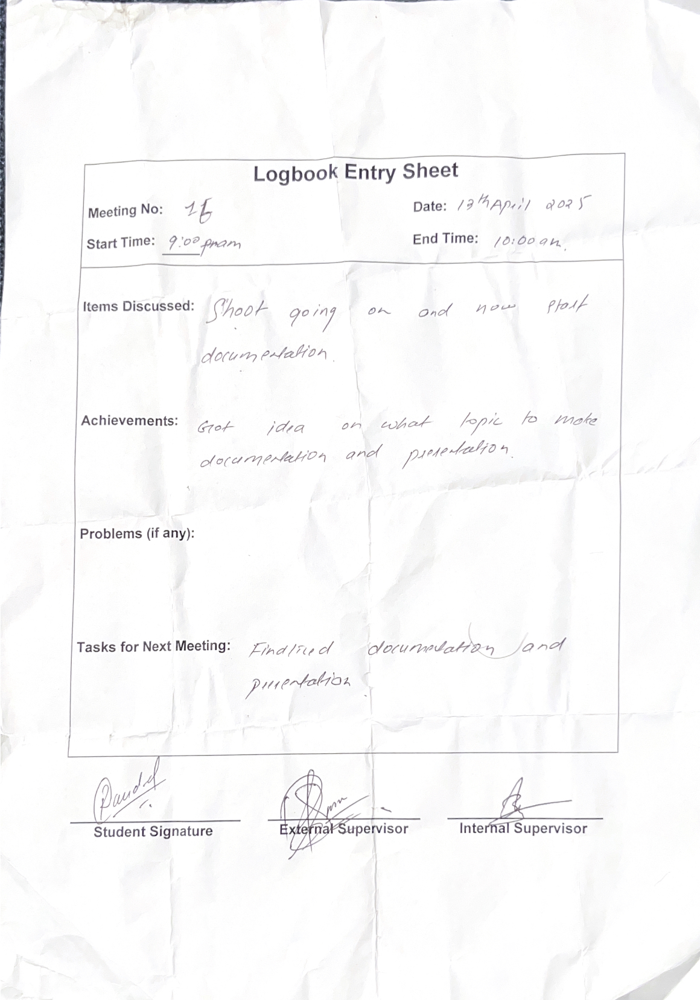 Logbook Entry Sheet
Meeting No: 16 Date: 13th April 2025
Start Time: 9:00 am End Time: 10:00 am.
Items Discussed: Shoot going on and now start
documentation.
Achievements: Got idea on what topic to make
documentation and presentation.
Problems (if any):
Tasks for Next Meeting: Finalized documentation and
presentation
Student Signature External Supervisor Internal Supervisor